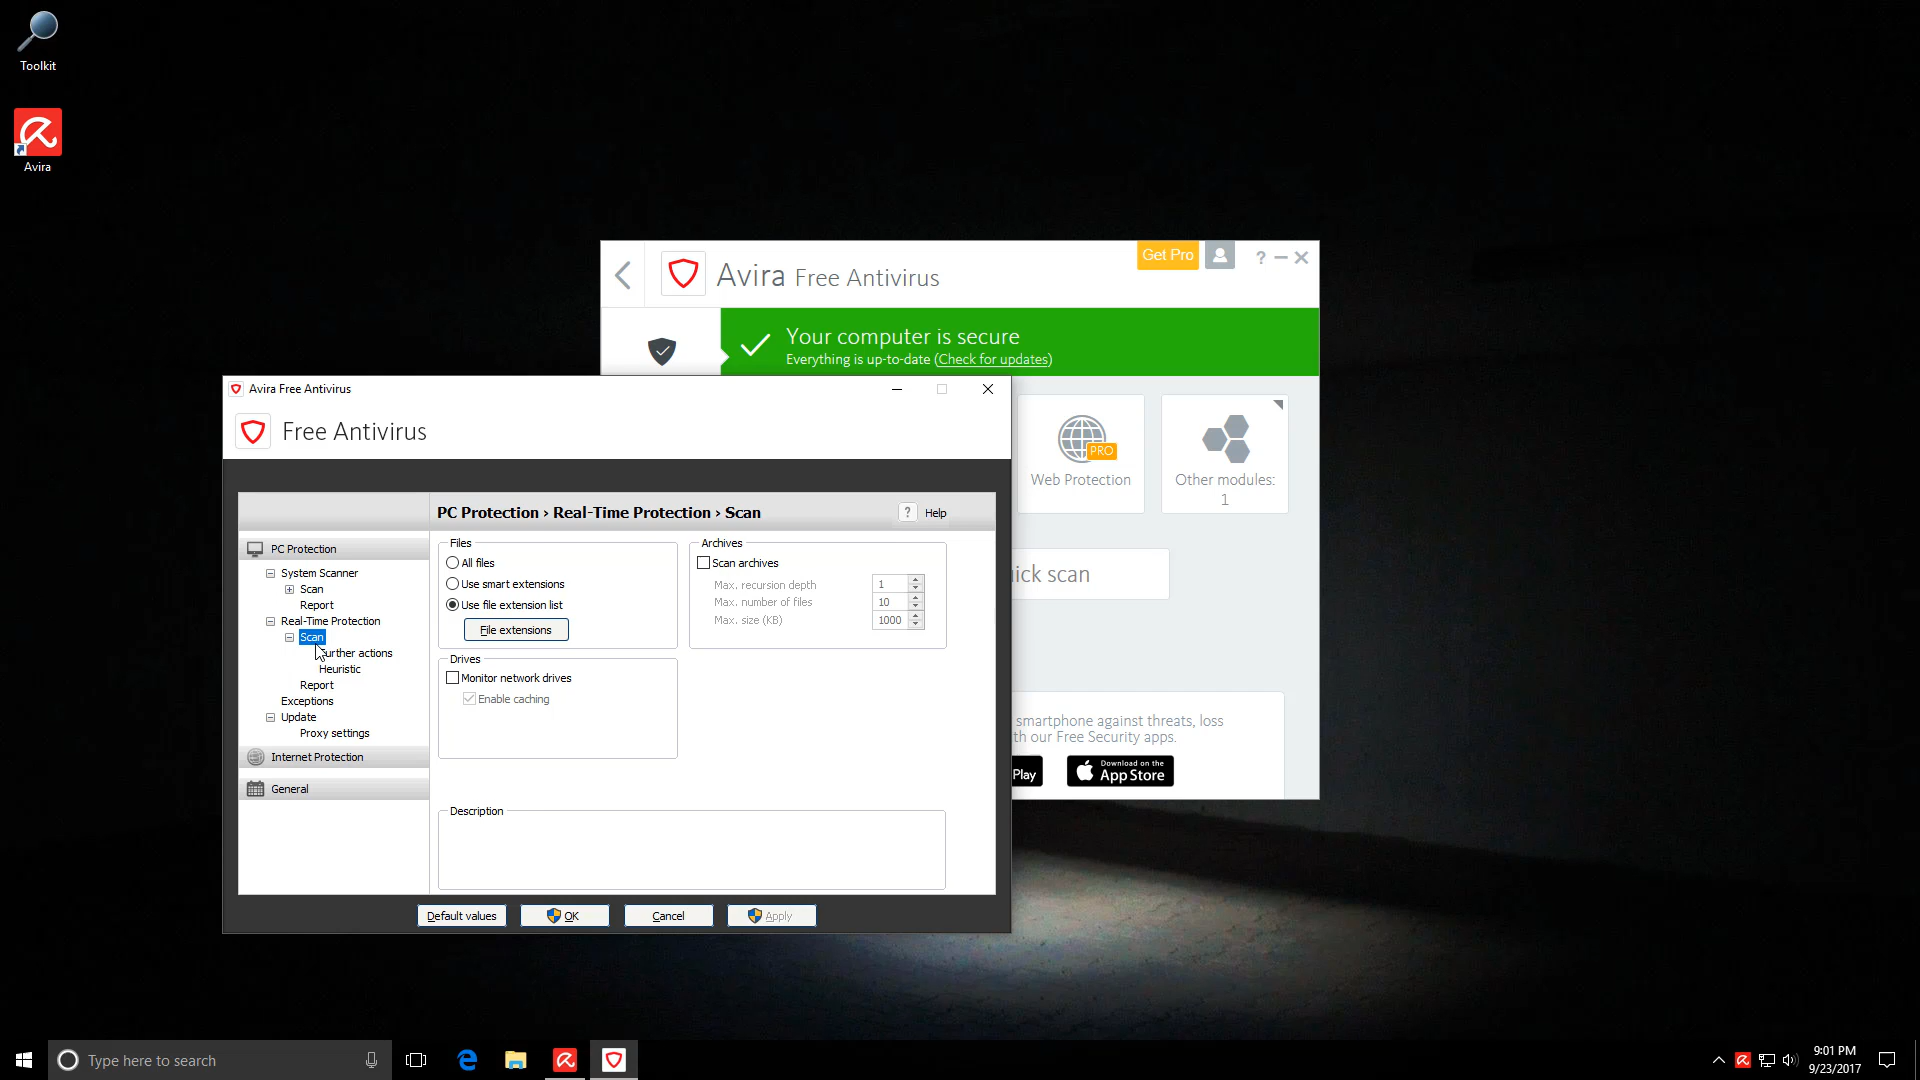 Toolkit
Avira
Get Pro
?
Avira Free Antivirus
Your computer is secure
Everything is up-to-date (Check for updates)
Avira Free Antivirus
Free Antivirus
PRO
Web Protection
Other modules:
1
PC Protection › Real-Time Protection › Scan
? Help
PC Protection
System Scanner
Scan
Report
Real-Time Protection
Scan
urther actions
Heuristic
Report
Exceptions
Update
Proxy settings
Internet Protection
General
Files
All files
Use smart extensions
Use file extension list
File extensions
Archives
Scan archives
Max. recursion depth 1
Max. number of files 10
Max. size (KB) 1000
Drives
Monitor network drives
Enable caching
Description
ick scan
smartphone against threats, loss
th our Free Security apps.
Play
Download on the
App Store
Default values
OK
Cancel
Apply
Type here to search
9:01 PM
9/23/2017